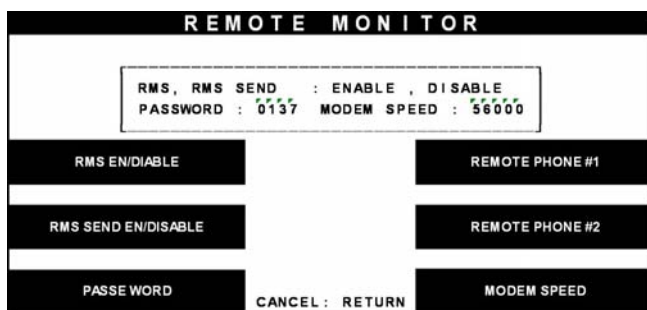 REMOTE MONITOR
RMS, RMS SEND : ENABLE , DISABLE
PASSWORD : 0137 MODEM SPEED : 56000
RMS EN/DIABLE
REMOTE PHONE #1
RMS SEND EN/DISABLE
REMOTE PHONE #2
PASSE WORD
CANCEL : RETURN
MODEM SPEED